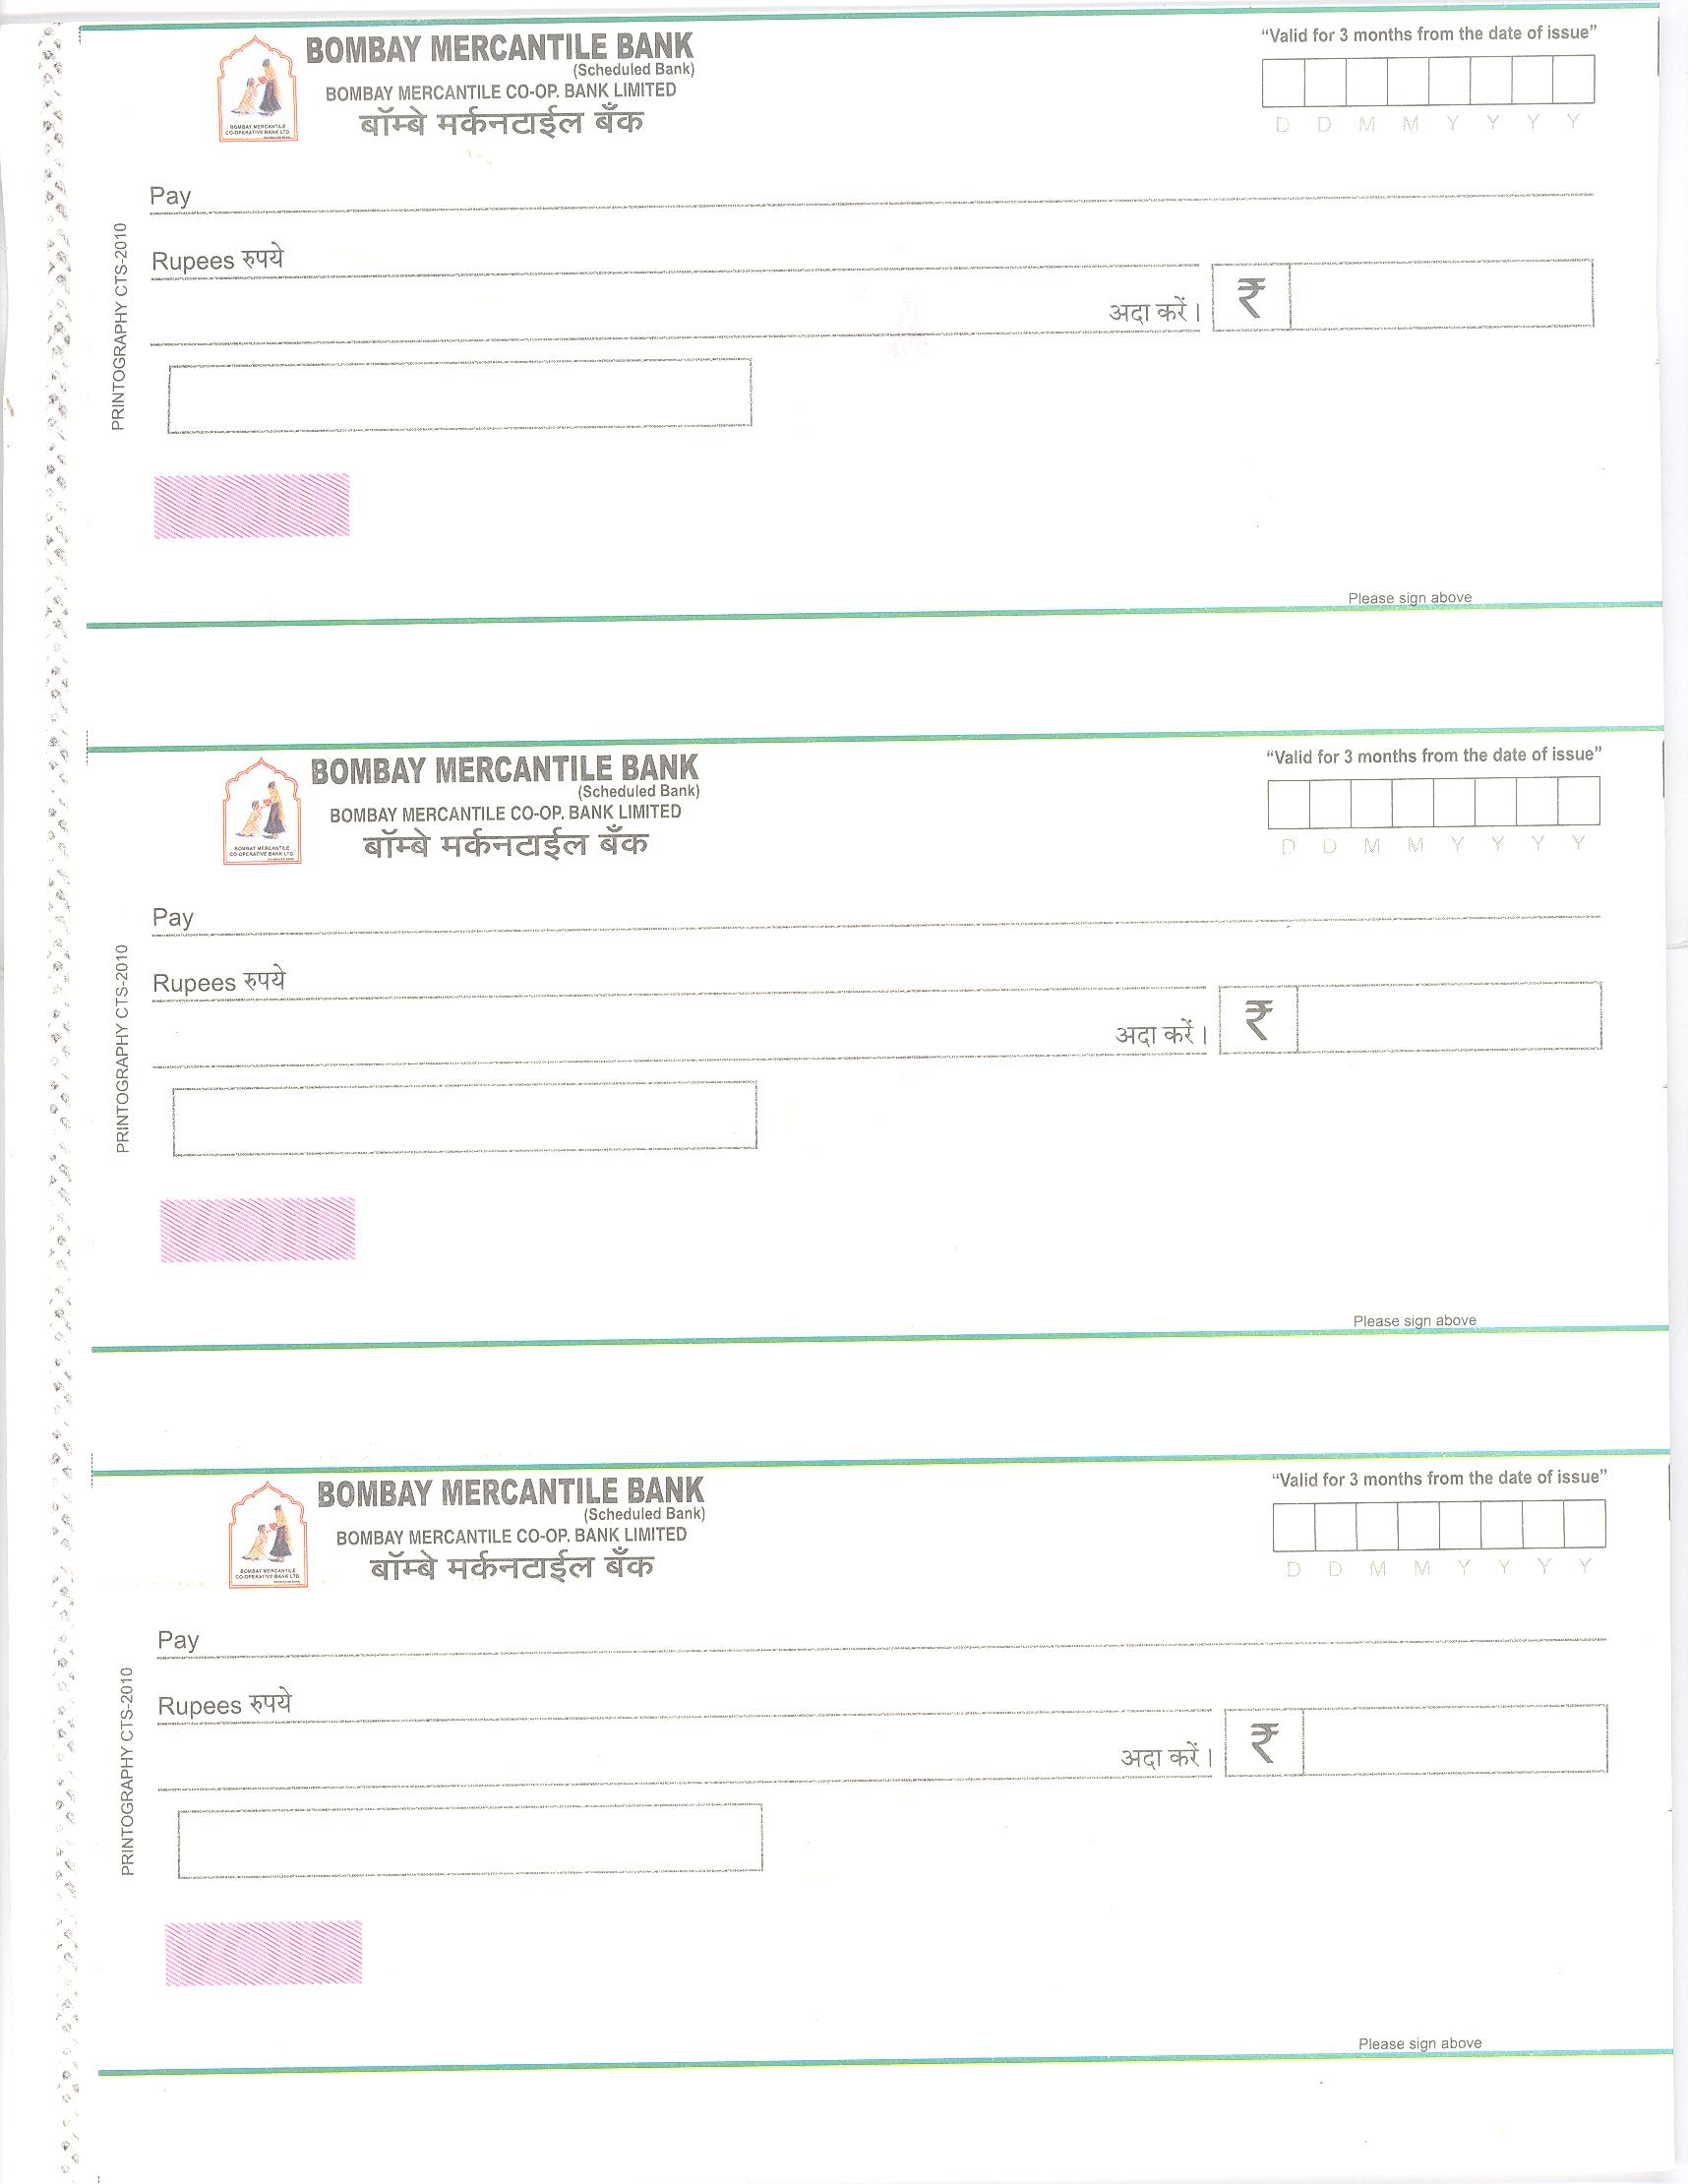 BOMBAY MERCANTILE BANK
(Scheduled Bank)
BOMBAY MERCANTILE CO-OP. BANK LIMITED
बॉम्बे मर्कनटाईल बँक
BOMBAY MERCANTILE
CO-OPERATIVE BANK LTD.
“Valid for 3 months from the date of issue”
D D M M Y Y Y Y
Pay
Rupees रुपये
अदा करें।
₹
PRINTOGRAPHY CTS-2010
Please sign above
BOMBAY MERCANTILE BANK
(Scheduled Bank)
BOMBAY MERCANTILE CO-OP. BANK LIMITED
बॉम्बे मर्कनटाईल बँक
BOMBAY MERCANTILE
CO-OPERATIVE BANK LTD.
“Valid for 3 months from the date of issue”
D D M M Y Y Y Y
Pay
Rupees रुपये
अदा करें।
₹
PRINTOGRAPHY CTS-2010
Please sign above
BOMBAY MERCANTILE BANK
(Scheduled Bank)
BOMBAY MERCANTILE CO-OP. BANK LIMITED
बॉम्बे मर्कनटाईल बँक
BOMBAY MERCANTILE
CO-OPERATIVE BANK LTD.
“Valid for 3 months from the date of issue”
D D M M Y Y Y Y
Pay
Rupees रुपये
अदा करें।
₹
PRINTOGRAPHY CTS-2010
Please sign above